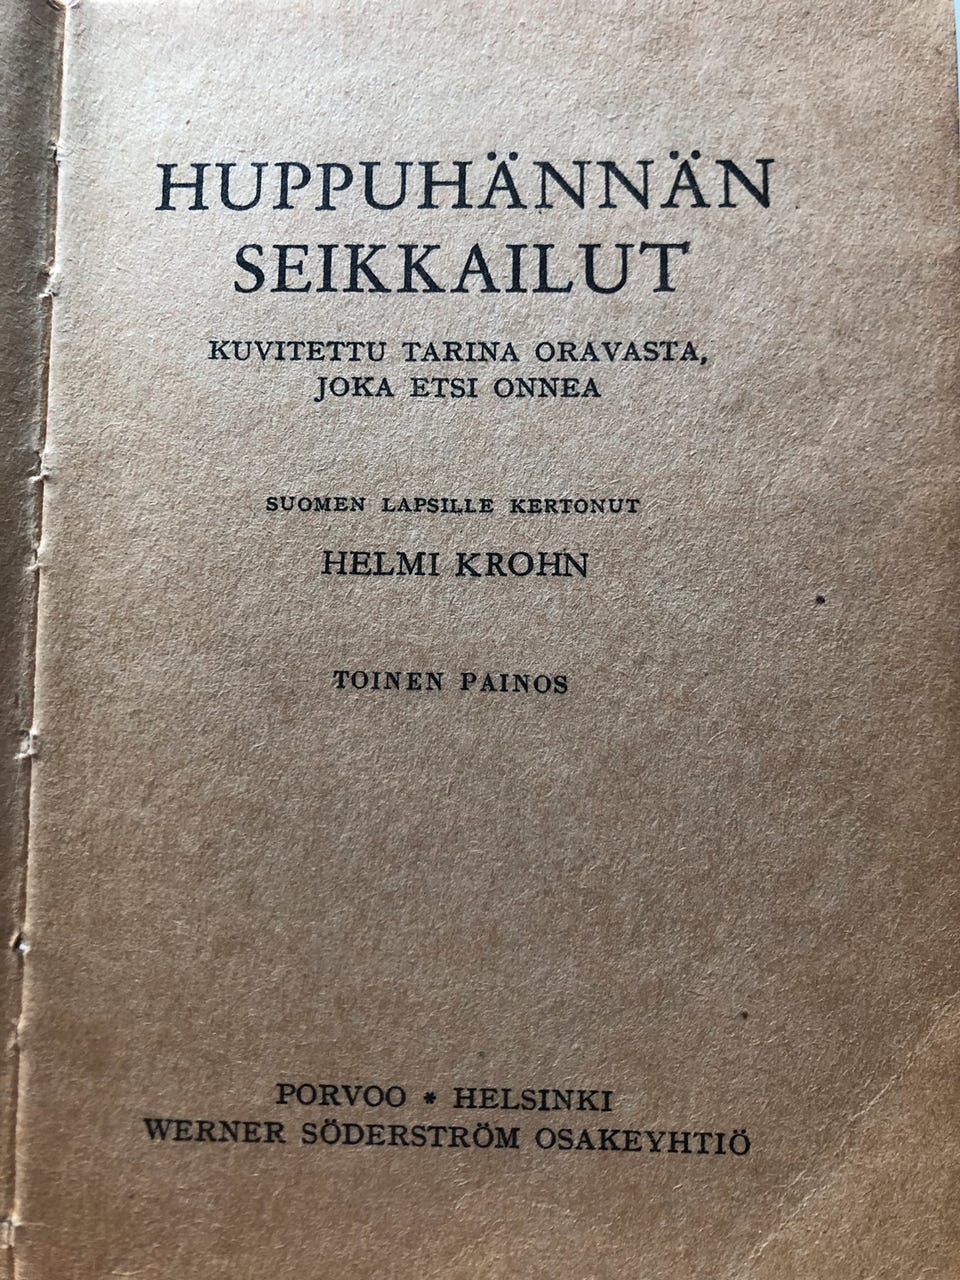 HUPPUHÄNNÄN
SEIKKAILUT
KUVITETTU TARINA ORAVASTA,
JOKA ETSI ONNEA
SUOMEN LAPSILLE KERTONUT
HELMI KROHN
TOINEN PAINOS
PORVOO * HELSINKI
WERNER SÖDERSTRÖM OSAKEYHTIÖ